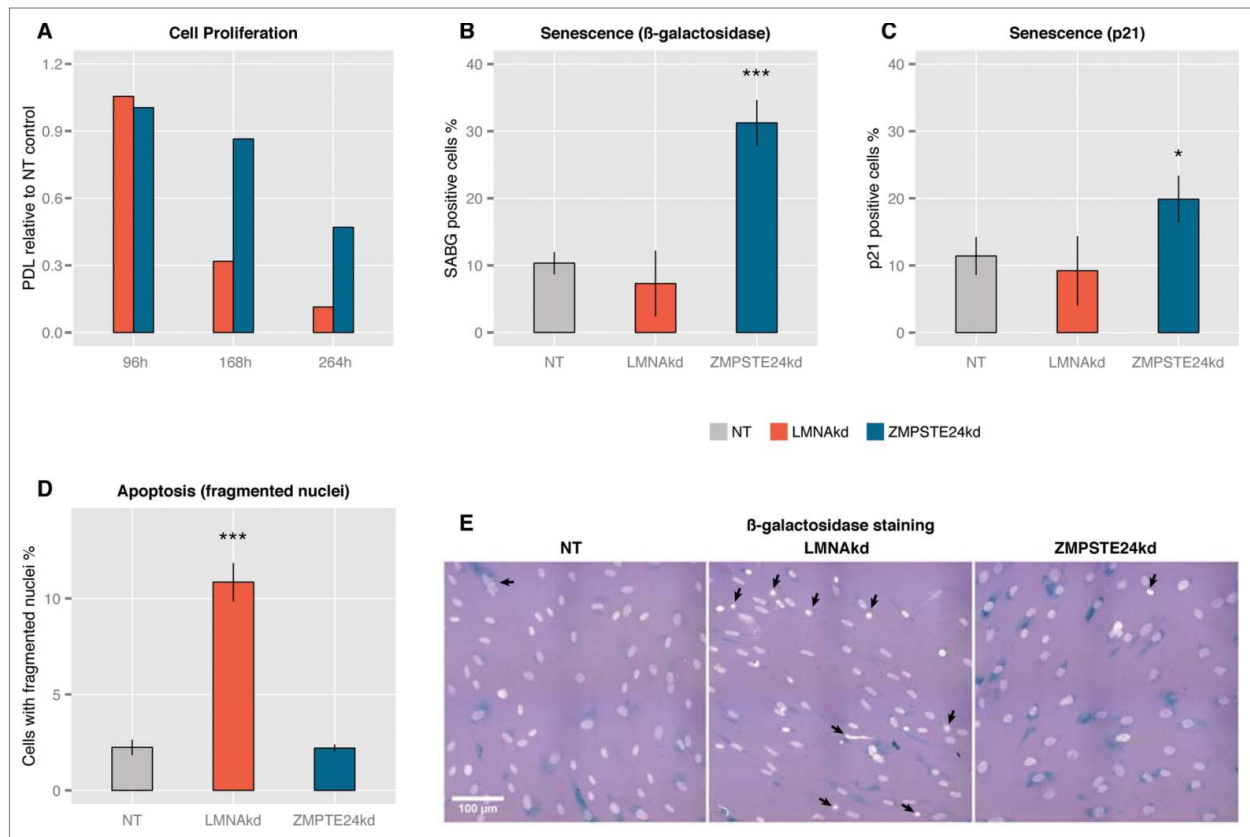 A
Cell Proliferation
PDL relative to NT control
1.2
0.9
0.6
0.3
0.0
96h
168h
264h
B
Senescence (ß-galactosidase)
SABG positive cells %
40
30
20
10
0
***
NT
LMNAkd
ZMPSTE24kd
C
Senescence (p21)
p21 positive cells %
40
30
20
10
0
*
NT
LMNAkd
ZMPSTE24kd
NT LMNAkd ZMPSTE24kd
D
Apoptosis (fragmented nuclei)
Cells with fragmented nuclei %
10
5
0
***
NT
LMNAkd
ZMPTE24kd
E
ß-galactosidase staining
NT
LMNAkd
ZMPSTE24kd
100 µm